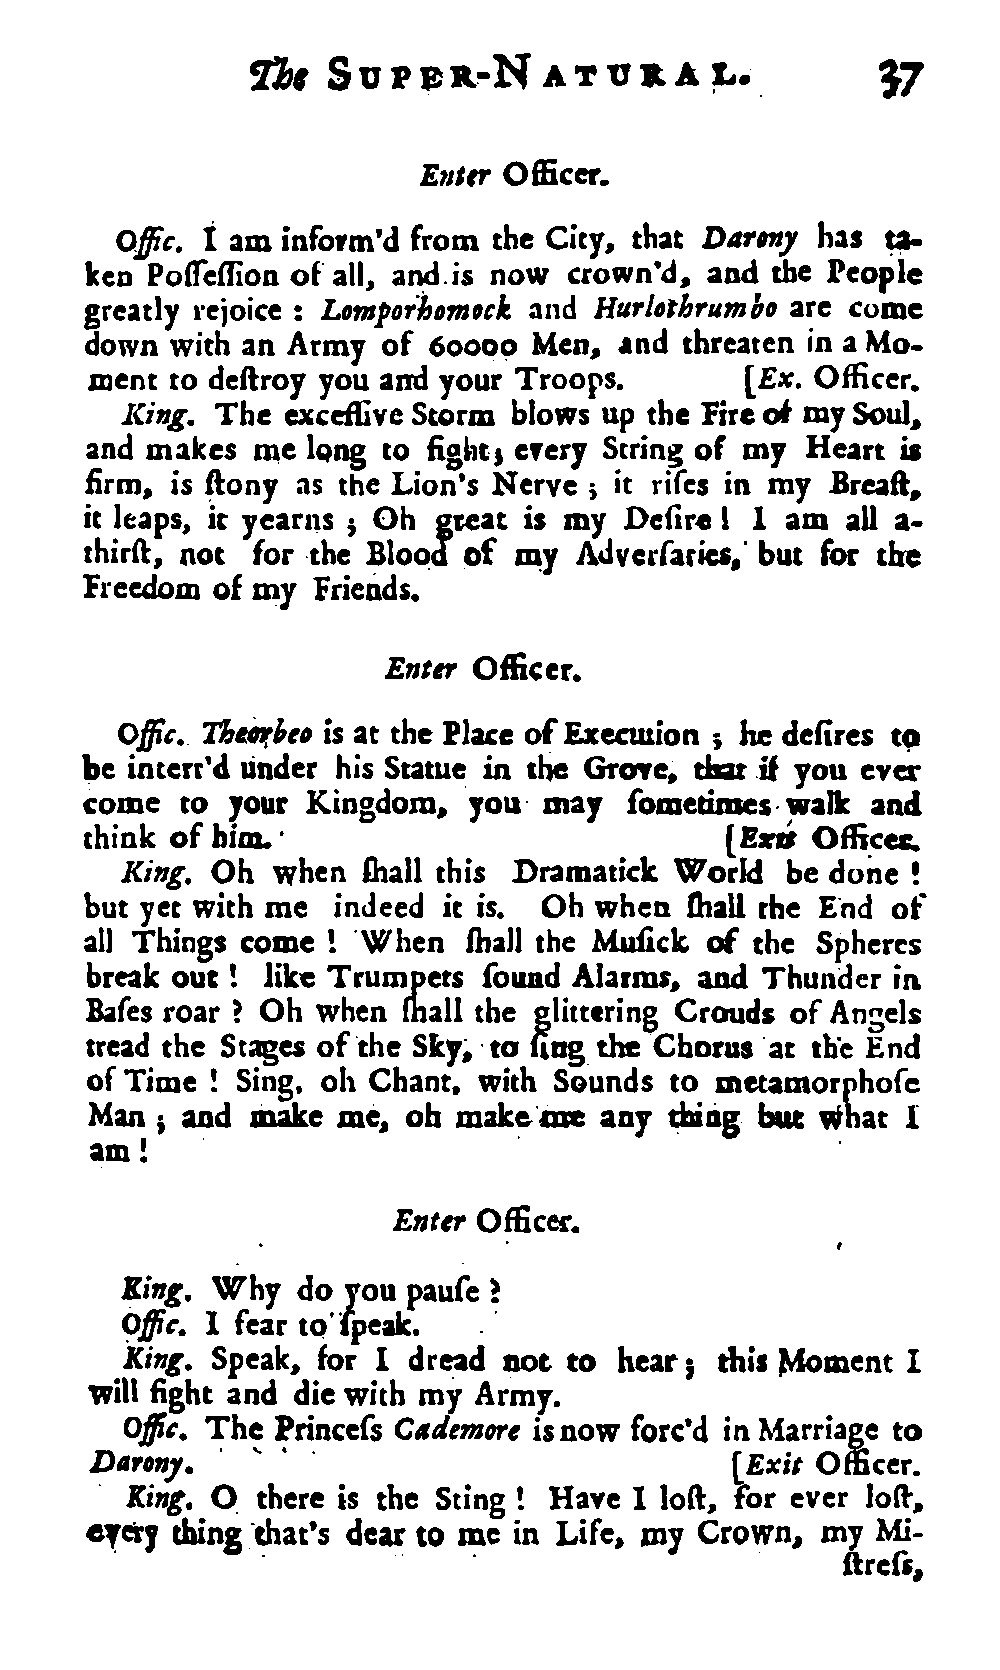 The SUPER-NATURAL. 37
Enter Officer.
Offic. I am inform'd from the City, that Darony has ta-
ken Poſſeſſion of all, and is now crown'd, and the People
greatly rejoice : Lomporhomock and Hurlothrumbo are come
down with an Army of 60000 Men, and threaten in a Mo-
ment to deſtroy you and your Troops. [Ex. Officer.
King. The exceſſive Storm blows up the Fire of my Soul,
and makes me long to fight; every String of my Heart is
firm, is ſtony as the Lion's Nerve ; it riſes in my Breaſt,
it leaps, it yearns ; Oh great is my Deſire ! I am all a-
thirſt, not for the Blood of my Adverſaries, but for the
Freedom of my Friends.
Enter Officer.
Offic. Theorbeo is at the Place of Execution ; he deſires to
be interr'd under his Statue in the Grove, that if you ever
come to your Kingdom, you may ſometimes walk and
think of him. [Exit Officer.
King. Oh when ſhall this Dramatick World be done !
but yet with me indeed it is. Oh when ſhall the End of
all Things come ! When ſhall the Muſick of the Spheres
break out ! like Trumpets ſound Alarms, and Thunder in
Baſes roar ? Oh when ſhall the glittering Crouds of Angels
tread the Stages of the Sky, to ſing the Chorus at the End
of Time ! Sing, oh Chant, with Sounds to metamorphoſe
Man ; and make me, oh make me any thing but what I
am !
Enter Officer.
King. Why do you pauſe ?
Offic. I fear to ſpeak.
King. Speak, for I dread not to hear ; this Moment I
will fight and die with my Army.
Offic. The Princeſs Cademore is now forc'd in Marriage to
Darony. [Exit Officer.
King. O there is the Sting ! Have I loſt, for ever loſt,
every thing that's dear to me in Life, my Crown, my Mi-
ſtreſs,